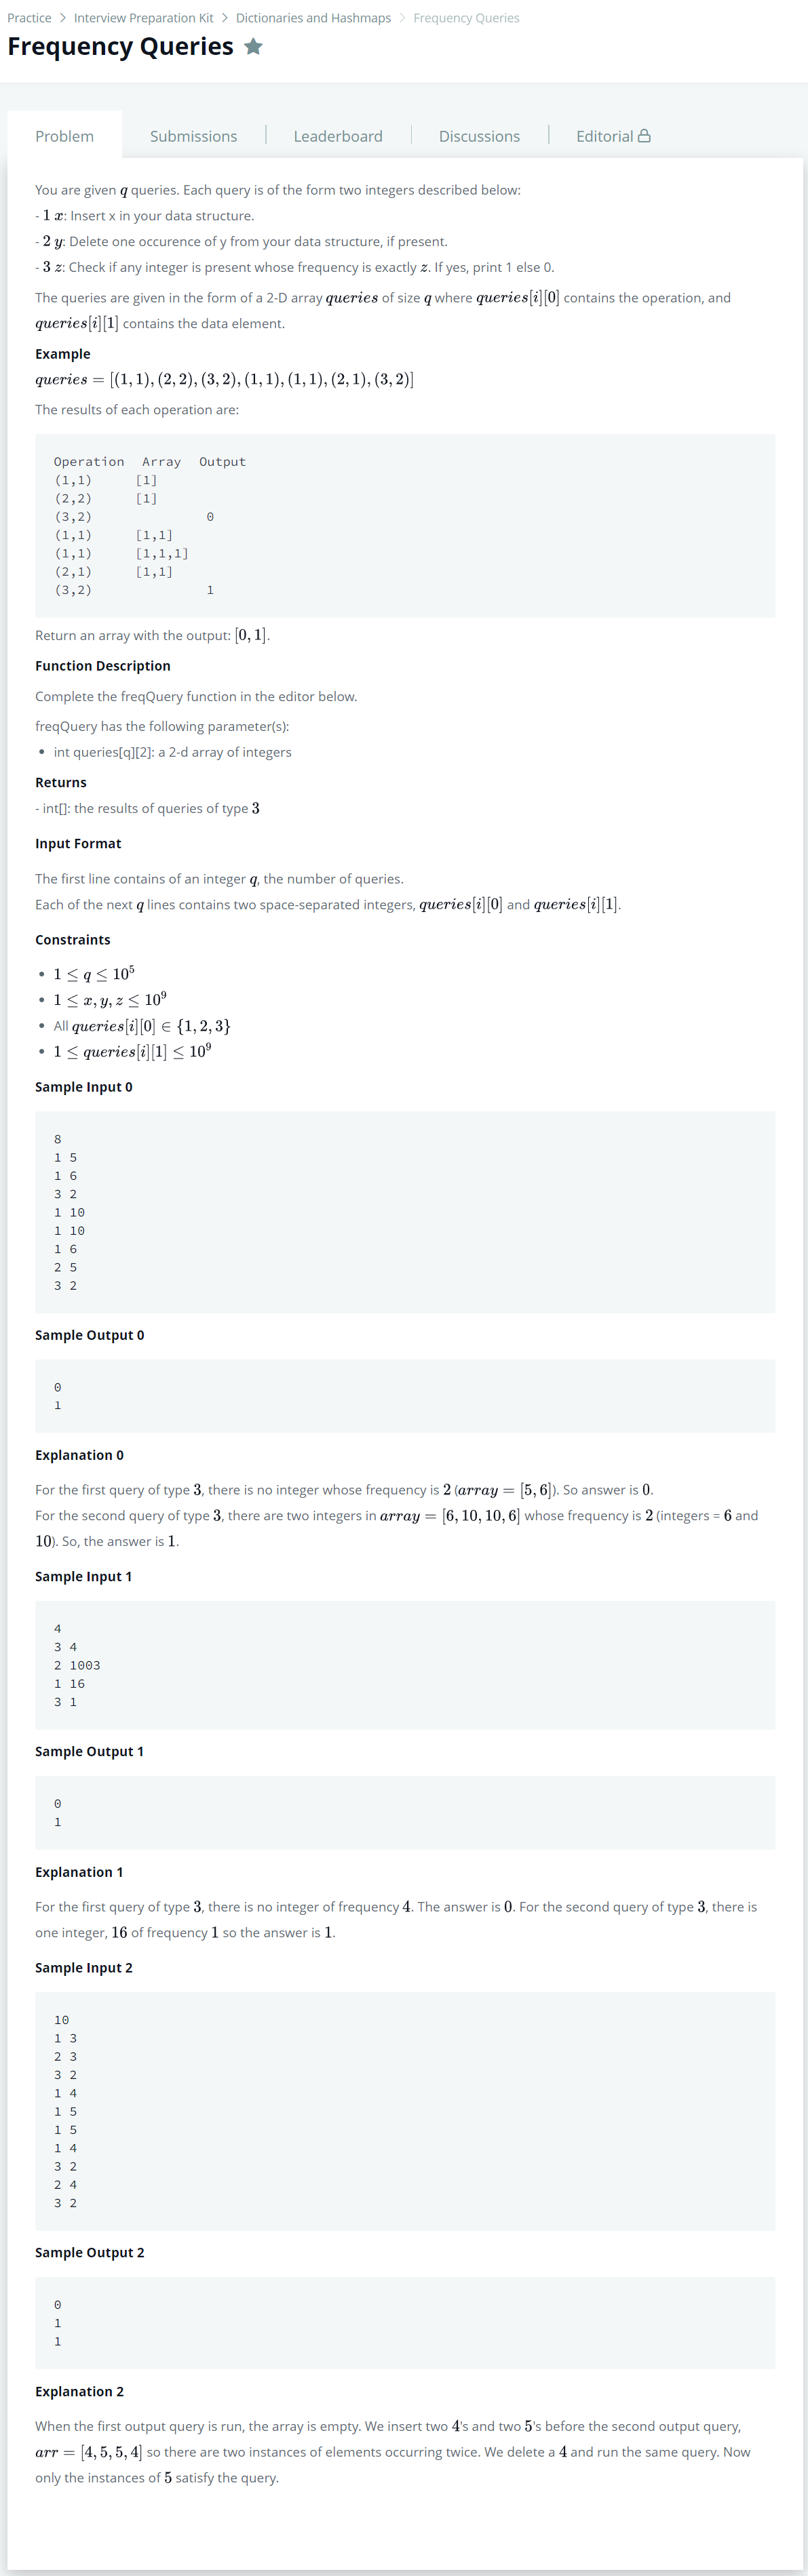 Practice > Interview Preparation Kit > Dictionaries and Hashmaps > Frequency Queries
Frequency Queries
Problem Submissions Leaderboard Discussions Editorial
You are given q queries. Each query is of the form two integers described below:
- 1 x: Insert x in your data structure.
- 2 y: Delete one occurence of y from your data structure, if present.
- 3 z: Check if any integer is present whose frequency is exactly z. If yes, print 1 else 0.
The queries are given in the form of a 2-D array queries of size q where queries[i][0] contains the operation, and
queries[i][1] contains the data element.
Example
queries = [(1, 1), (2, 2), (3, 2), (1, 1), (1, 1), (2, 1), (3, 2)]
The results of each operation are:
Operation Array Output
(1,1) [1]
(2,2) [1]
(3,2) 0
(1,1) [1,1]
(1,1) [1,1,1]
(2,1) [1,1]
(3,2) 1
Return an array with the output: [0, 1].
Function Description
Complete the freqQuery function in the editor below.
freqQuery has the following parameter(s):
• int queries[q][2]: a 2-d array of integers
Returns
- int[]: the results of queries of type 3
Input Format
The first line contains of an integer q, the number of queries.
Each of the next q lines contains two space-separated integers, queries[i][0] and queries[i][1].
Constraints
• 1 ≤ q ≤ 10⁵
• 1 ≤ x, y, z ≤ 10⁹
• All queries[i][0] ∈ {1, 2, 3}
• 1 ≤ queries[i][1] ≤ 10⁹
Sample Input 0
8
1 5
1 6
3 2
1 10
1 10
1 6
2 5
3 2
Sample Output 0
0
1
Explanation 0
For the first query of type 3, there is no integer whose frequency is 2 (array = [5, 6]). So answer is 0.
For the second query of type 3, there are two integers in array = [6, 10, 10, 6] whose frequency is 2 (integers = 6 and
10). So, the answer is 1.
Sample Input 1
4
3 4
2 1003
1 16
3 1
Sample Output 1
0
1
Explanation 1
For the first query of type 3, there is no integer of frequency 4. The answer is 0. For the second query of type 3, there is
one integer, 16 of frequency 1 so the answer is 1.
Sample Input 2
10
1 3
2 3
3 2
1 4
1 5
1 5
1 4
3 2
2 4
3 2
Sample Output 2
0
1
1
Explanation 2
When the first output query is run, the array is empty. We insert two 4's and two 5's before the second output query,
arr = [4, 5, 5, 4] so there are two instances of elements occurring twice. We delete a 4 and run the same query. Now
only the instances of 5 satisfy the query.